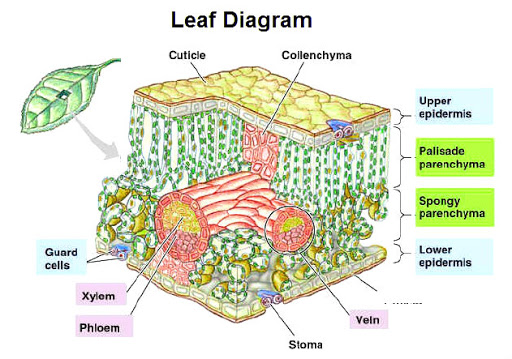 Leaf Diagram
Cuticle
Collenchyma
Upper
epidermis
Palisade
parenchyma
Spongy
parenchyma
Lower
epidermis
Guard
cells
Xylem
Phloem
Stoma
Vein